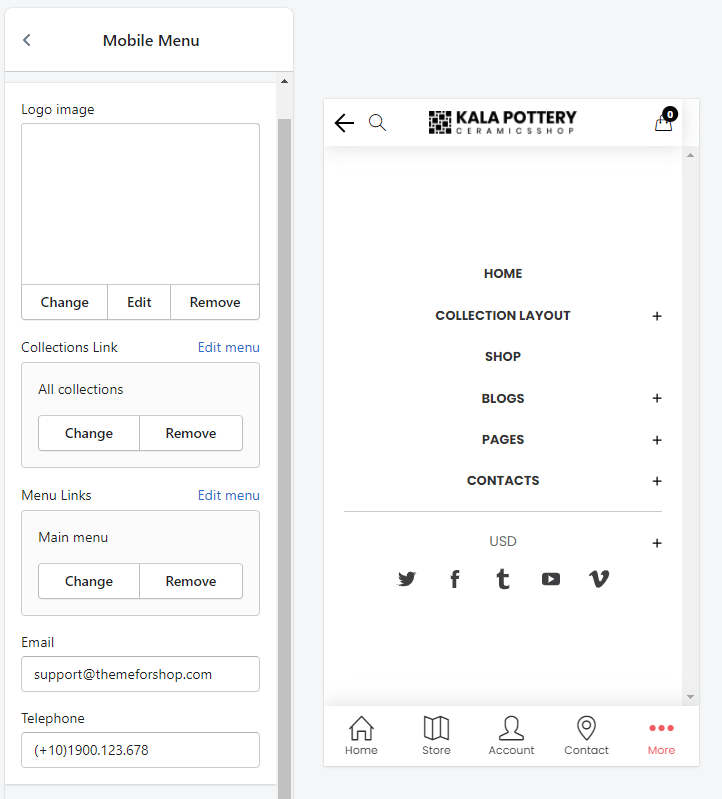 Mobile Menu
Logo image
Change Edit Remove
Collections Link Edit menu
All collections
Change Remove
Menu Links Edit menu
Main menu
Change Remove
Email
support@themeforshop.com
Telephone
(+10)1900.123.678
KALA POTTERY
CERAMICSSHOP
0
HOME
COLLECTION LAYOUT +
SHOP
BLOGS +
PAGES +
CONTACTS +
USD +
Home Store Account Contact More